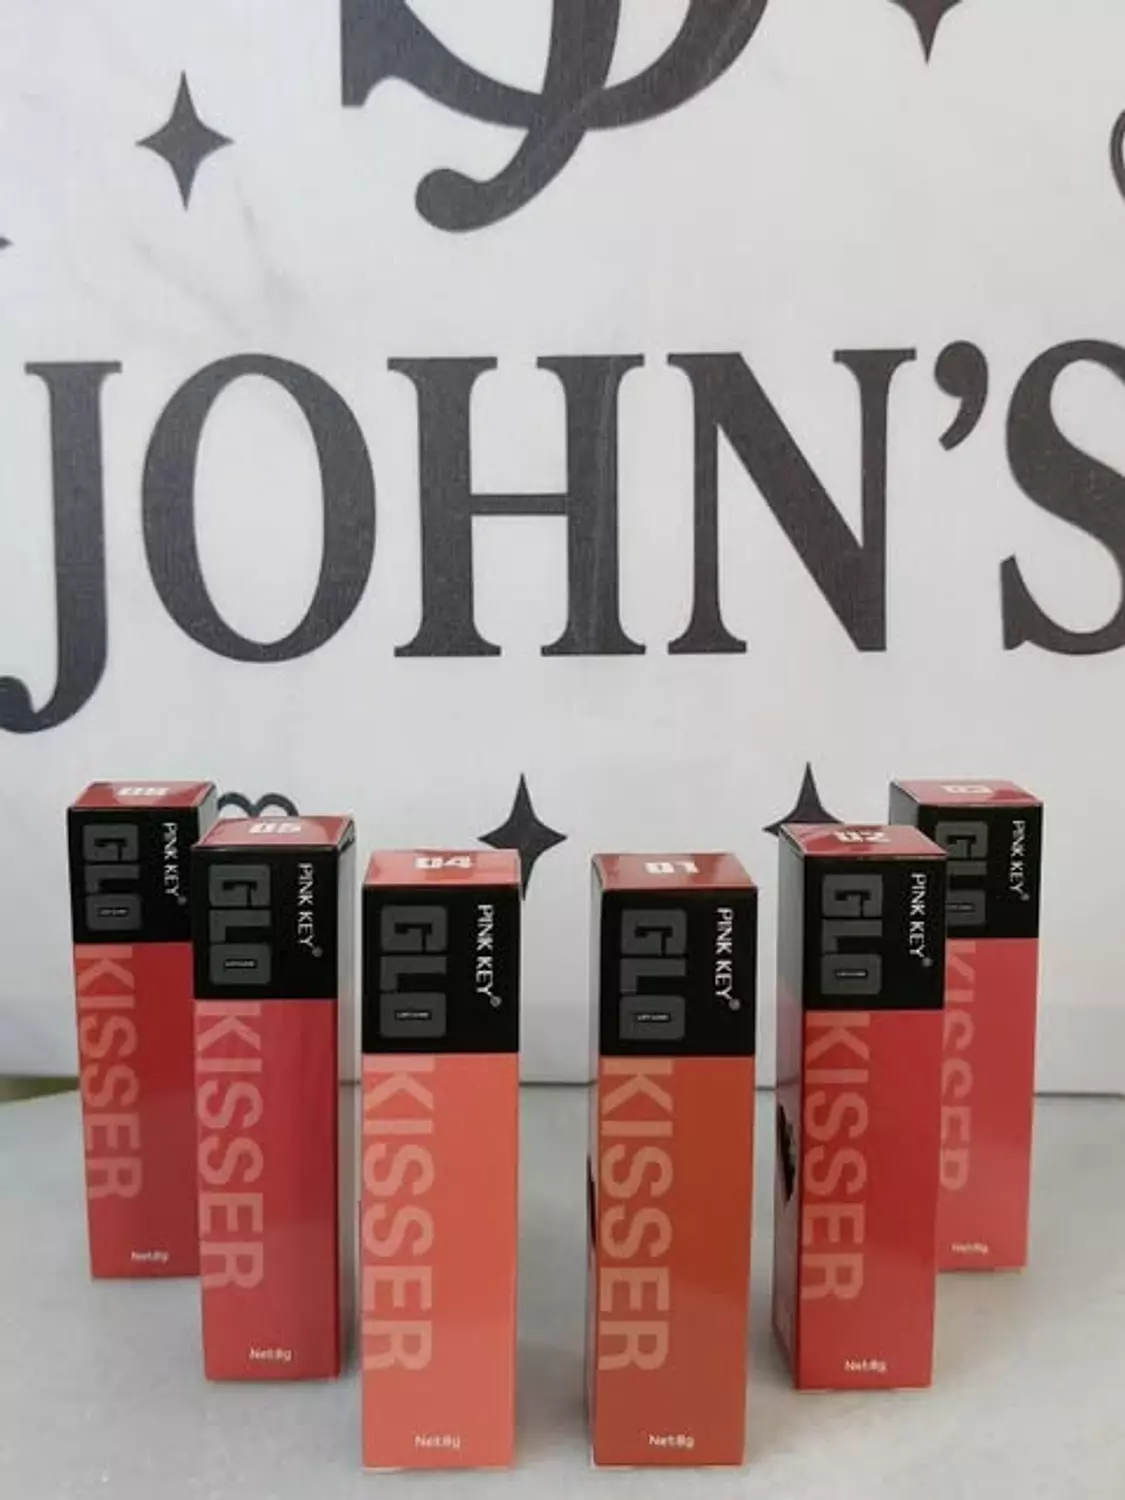 JOHN'S
06
PINK KEY®
GLO
KISSER
Net:8g
05
PINK KEY®
GLO
KISSER
Net:8g
04
PINK KEY®
GLO
KISSER
Net:8g
01
PINK KEY®
GLO
KISSER
Net:8g
02
PINK KEY®
GLO
KISSER
Net:8g
PINK KEY®
GLO
KISSER
Net:8g